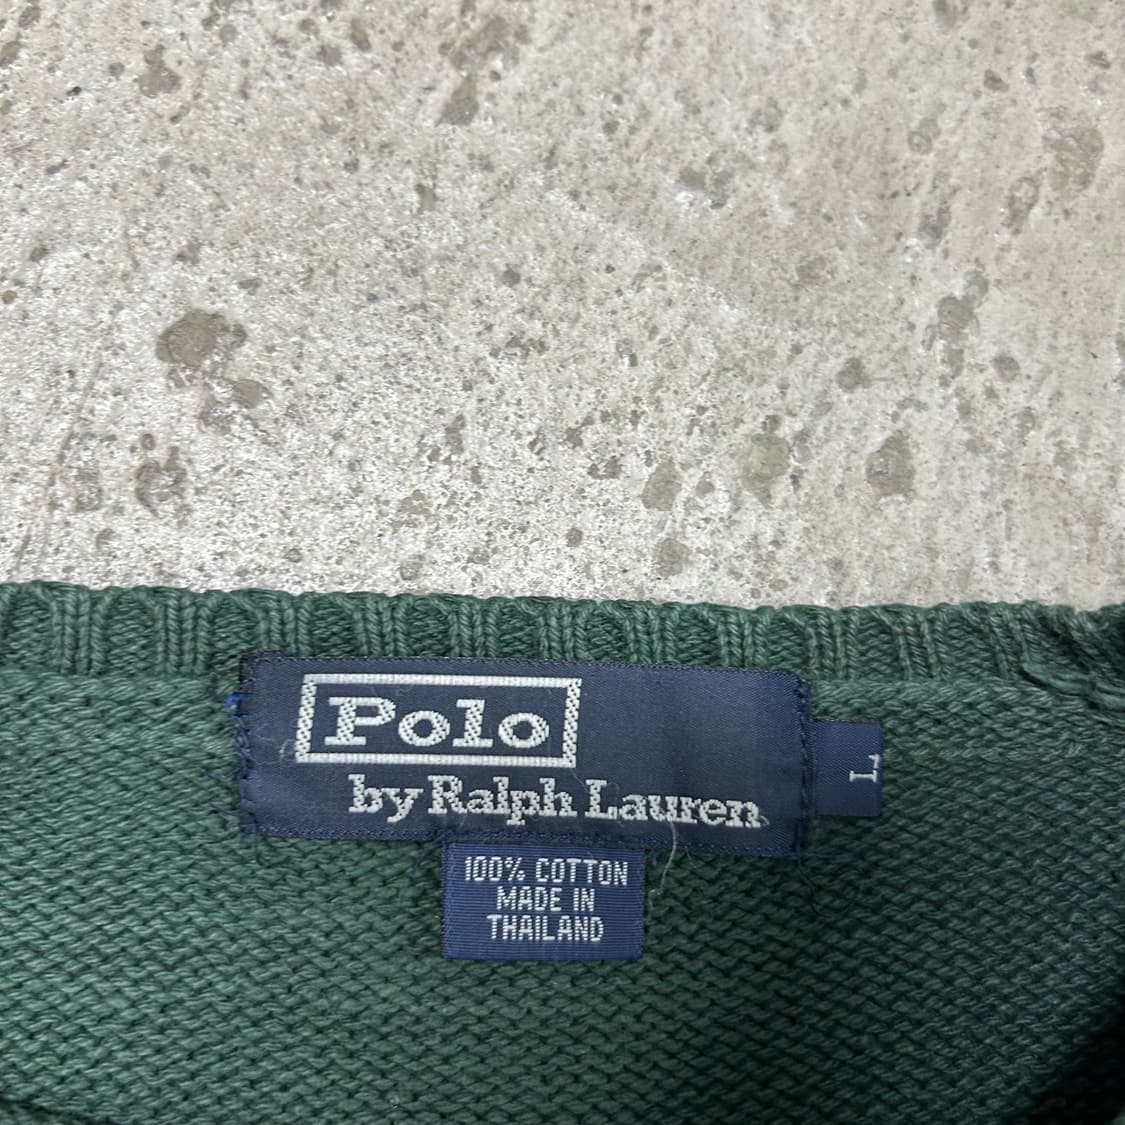 Polo
by Ralph Lauren
L
100% COTTON
MADE IN
THAILAND